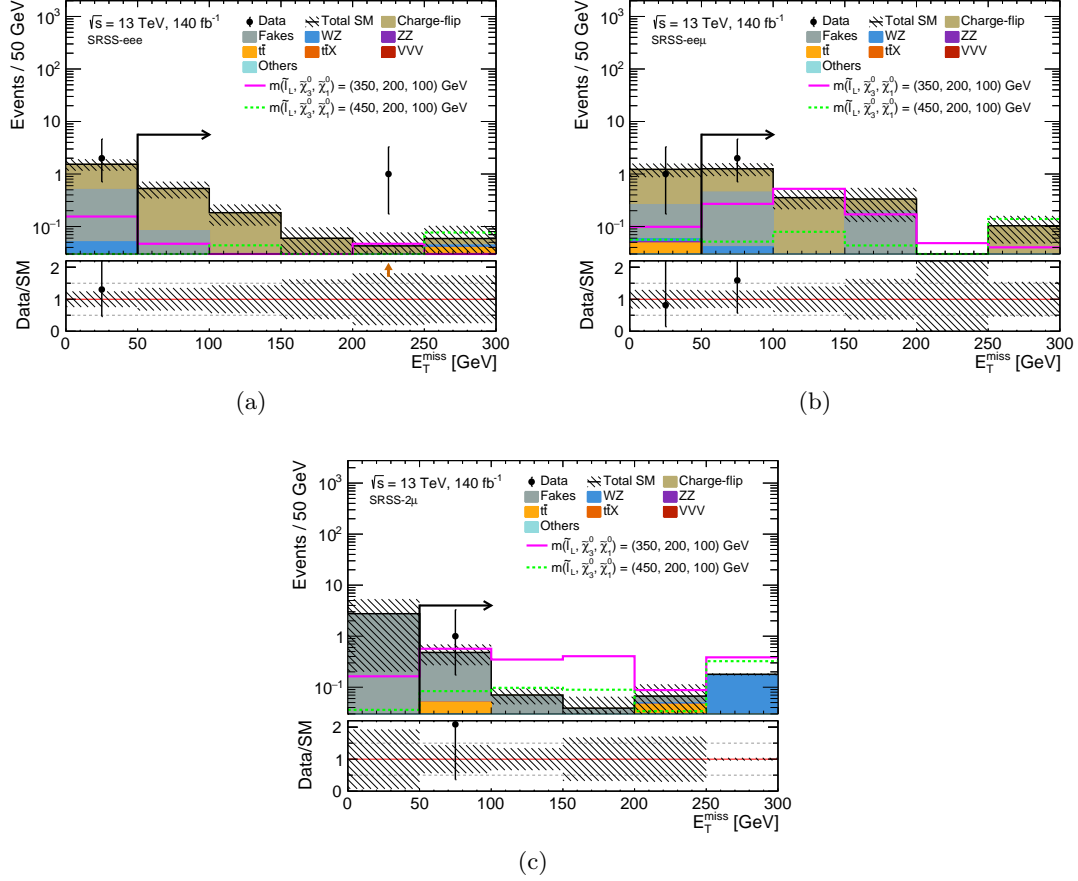 √s = 13 TeV, 140 fb⁻¹
SRSS-eee
Data
Total SM
Charge-flip
Fakes
WZ
ZZ
tt̄
tt̄X
VVV
Others
m(l̃_L, χ̃⁰₃, χ̃⁰₁) = (350, 200, 100) GeV
m(l̃_L, χ̃⁰₃, χ̃⁰₁) = (450, 200, 100) GeV
Events / 50 GeV
10³
10²
10
1
10⁻¹
Data/SM
2
1
0
0 50 100 150 200 250 300
E_T^miss [GeV]
(a)
√s = 13 TeV, 140 fb⁻¹
SRSS-eeμ
Data
Total SM
Charge-flip
Fakes
WZ
ZZ
tt̄
tt̄X
VVV
Others
m(l̃_L, χ̃⁰₃, χ̃⁰₁) = (350, 200, 100) GeV
m(l̃_L, χ̃⁰₃, χ̃⁰₁) = (450, 200, 100) GeV
Events / 50 GeV
10³
10²
10
1
10⁻¹
Data/SM
2
1
0
0 50 100 150 200 250 300
E_T^miss [GeV]
(b)
√s = 13 TeV, 140 fb⁻¹
SRSS-2μ
Data
Total SM
Charge-flip
Fakes
WZ
ZZ
tt̄
tt̄X
VVV
Others
m(l̃_L, χ̃⁰₃, χ̃⁰₁) = (350, 200, 100) GeV
m(l̃_L, χ̃⁰₃, χ̃⁰₁) = (450, 200, 100) GeV
Events / 50 GeV
10³
10²
10
1
10⁻¹
Data/SM
2
1
0
0 50 100 150 200 250 300
E_T^miss [GeV]
(c)